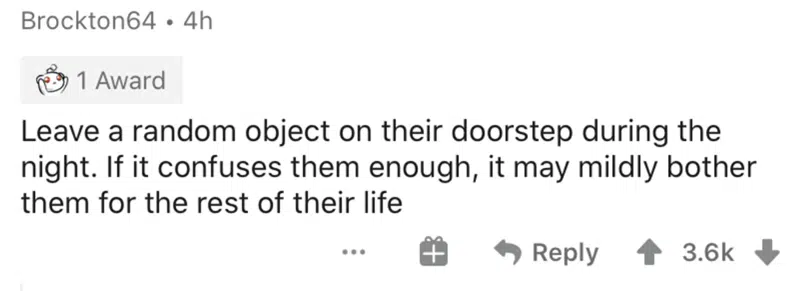 Brockton64 • 4h
1 Award
Leave a random object on their doorstep during the
night. If it confuses them enough, it may mildly bother
them for the rest of their life
Reply 3.6k